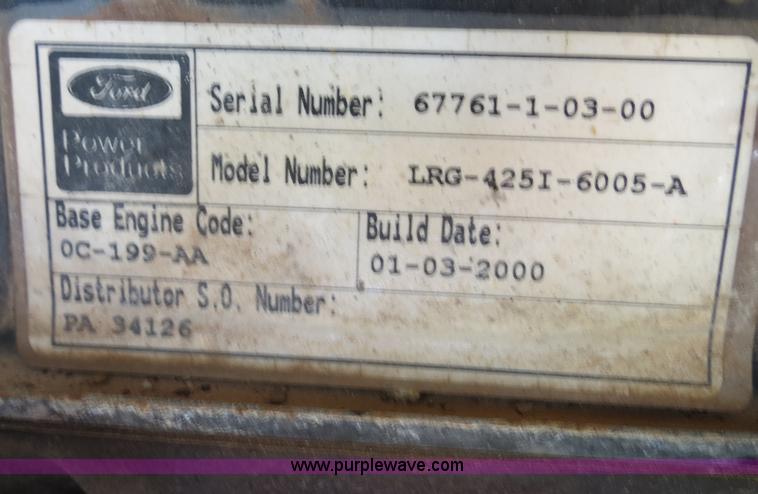 Ford
Power
Products
Serial Number: 67761-1-03-00
Model Number: LRG-425I-6005-A
Base Engine Code:
0C-199-AA
Build Date:
01-03-2000
Distributor S.O. Number:
PA 34126
www.purplewave.com